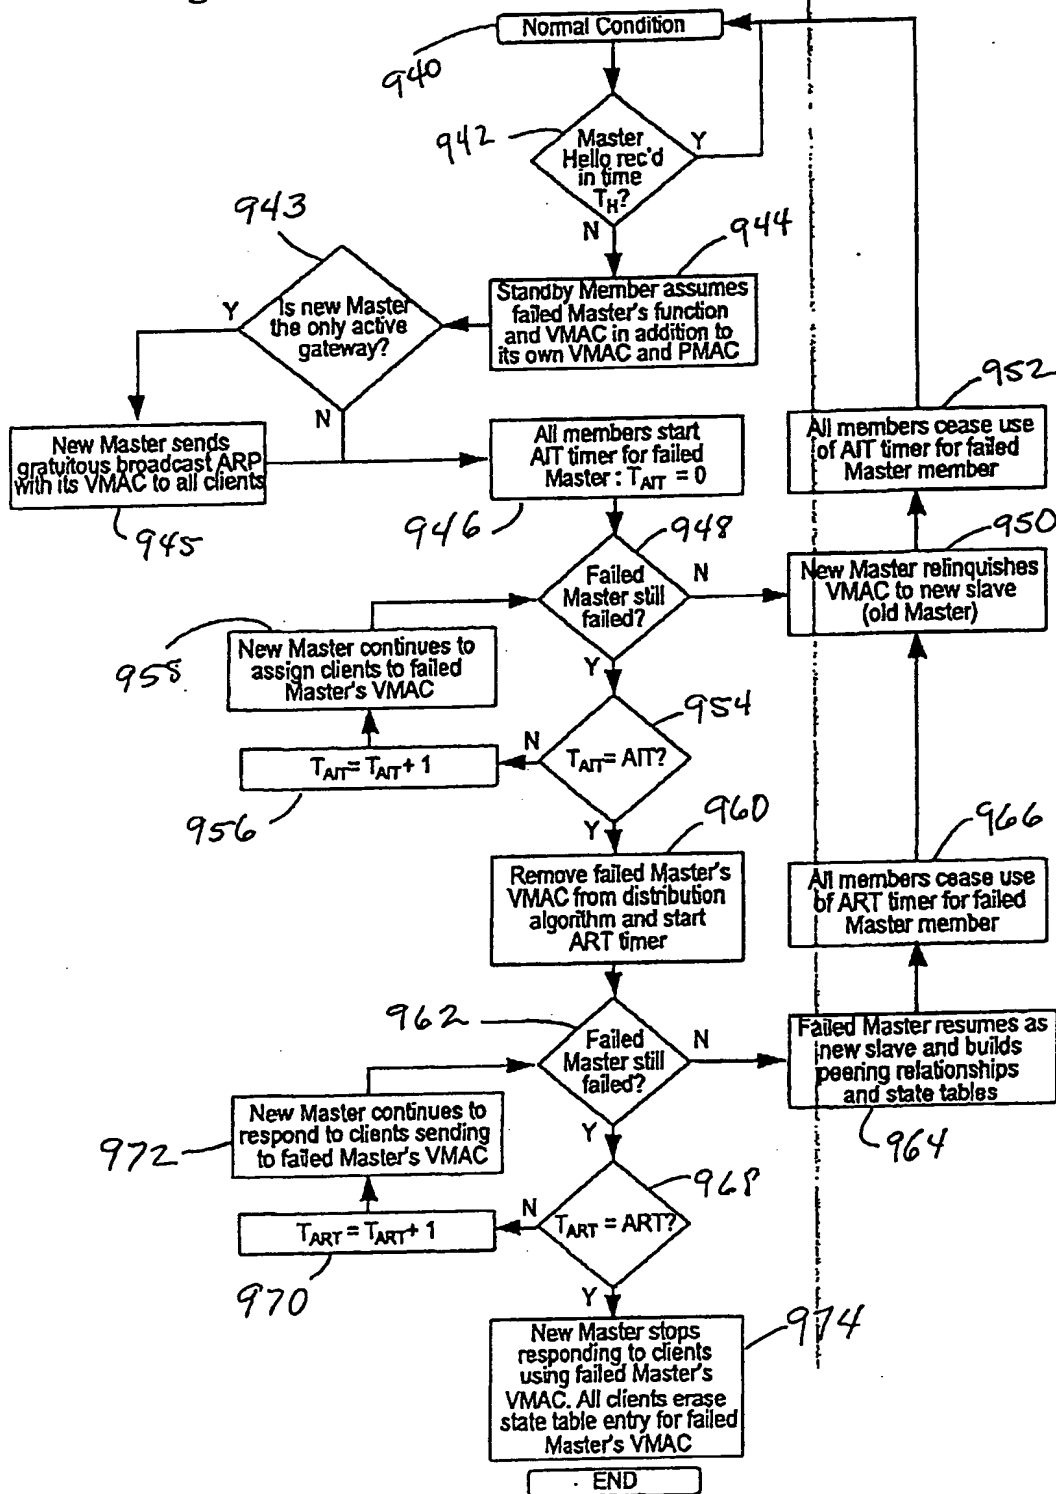 Normal Condition
940
942
Master
Hello rec'd
in time
T_H?
Y
N
943
944
Standby Member assumes
failed Master's function
and VMAC in addition to
its own VMAC and PMAC
Is new Master
the only active
gateway?
Y
N
New Master sends
gratuitous broadcast ARP
with its VMAC to all clients
945
All members start
AIT timer for failed
Master: T_AIT = 0
946
952
All members cease use
of AIT timer for failed
Master member
948
Failed
Master still
failed?
N
Y
950
New Master relinquishes
VMAC to new slave
(old Master)
958
New Master continues to
assign clients to failed
Master's VMAC
954
T_AIT = AIT?
N
Y
T_AIT = T_AIT + 1
956
960
Remove failed Master's
VMAC from distribution
algorithm and start
ART timer
966
All members cease use
of ART timer for failed
Master member
962
Failed
Master still
failed?
N
Y
Failed Master resumes as
new slave and builds
peering relationships
and state tables
964
New Master continues to
respond to clients sending
to failed Master's VMAC
972
968
T_ART = ART?
N
Y
T_ART = T_ART + 1
970
974
New Master stops
responding to clients
using failed Master's
VMAC. All clients erase
state table entry for failed
Master's VMAC
END